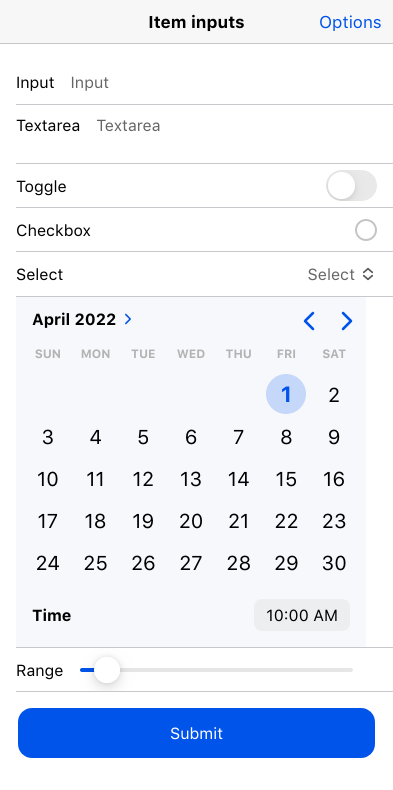 Item inputs Options
Input Input
Textarea Textarea
Toggle
Checkbox
Select Select
April 2022
SUN MON TUE WED THU FRI SAT
1 2
3 4 5 6 7 8 9
10 11 12 13 14 15 16
17 18 19 20 21 22 23
24 25 26 27 28 29 30
Time 10:00 AM
Range
Submit